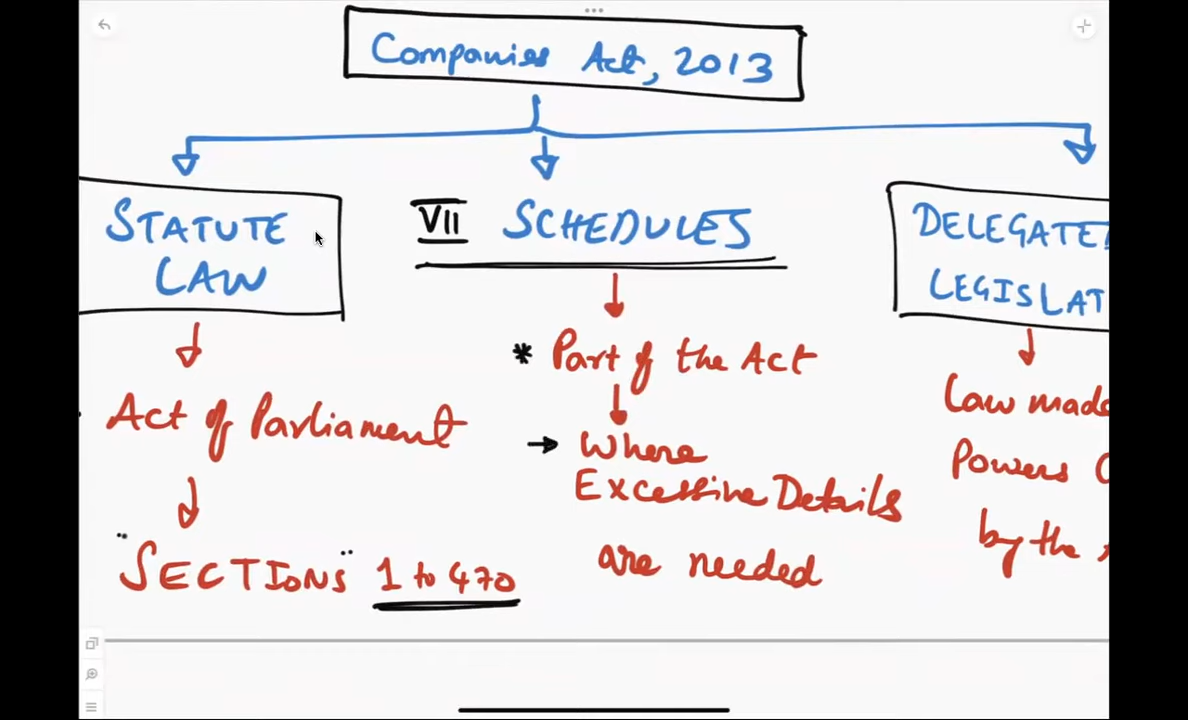 Companies Act, 2013
STATUTE
LAW
VII SCHEDULES
DELEGATE
LEGISLAT
* Part of the Act
Act of Parliament
Where
Excessive Details
are needed
Law made
Powers
by the
"SECTIONS" 1 to 470